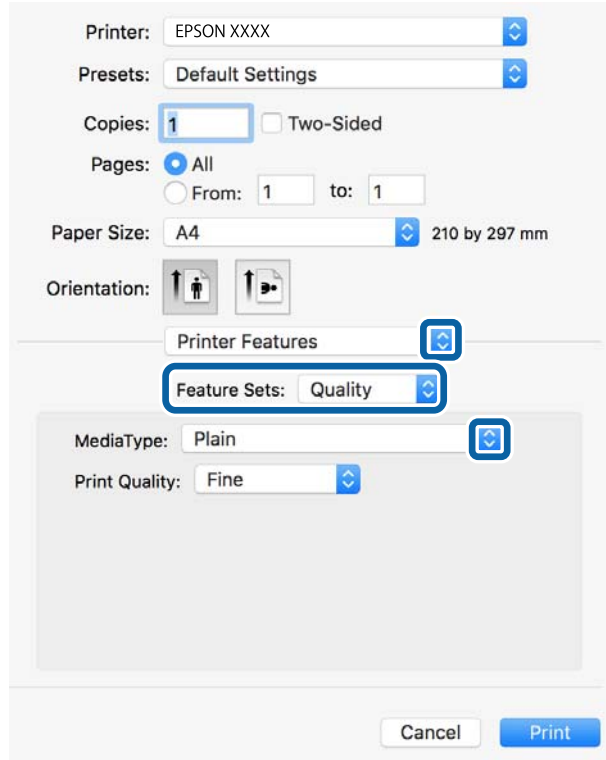 Printer: EPSON XXXX
Presets: Default Settings
Copies: 1 Two-Sided
Pages: All
From: 1 to: 1
Paper Size: A4 210 by 297 mm
Orientation:
Printer Features
Feature Sets: Quality
MediaType: Plain
Print Quality: Fine
Cancel Print